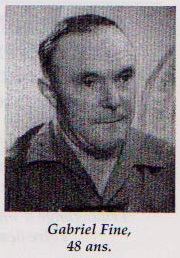 Gabriel Fine,
48 ans.